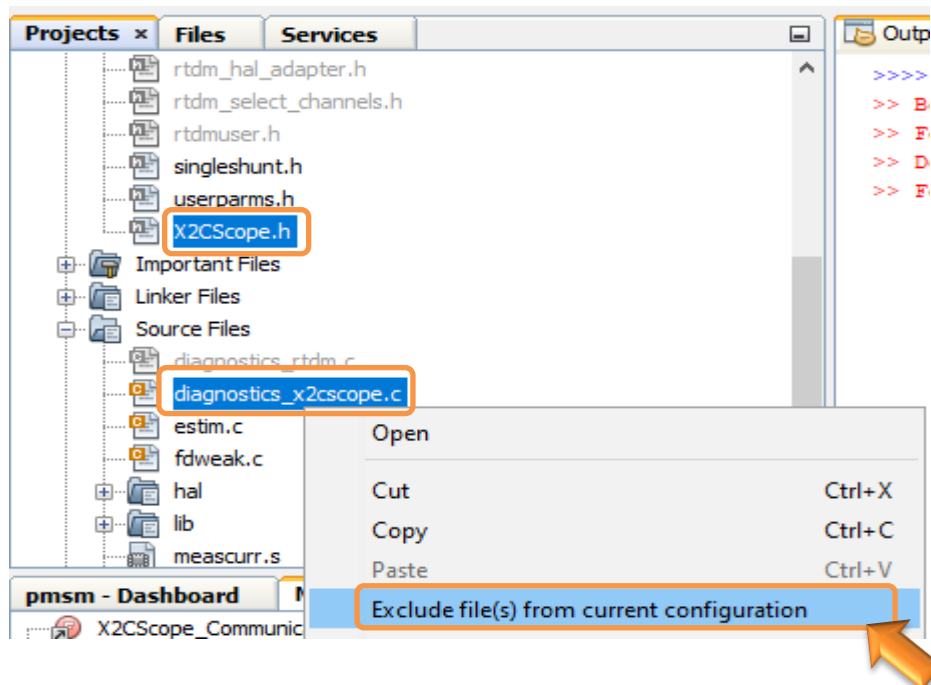 Projects × Files Services
Outp
rtdm_hal_adapter.h
>>>>
rtdm_select_channels.h
>>
rtdmuser.h
>>
singleshunt.h
>>
userparms.h
>>
X2CScope.h
Important Files
Linker Files
Source Files
diagnostics_rtdm.c
diagnostics_x2cscope.c
estim.c
Open
fdweak.c
hal
Cut Ctrl+X
lib
Copy Ctrl+C
meascurr.s
Paste Ctrl+V
pmsm - Dashboard
Exclude file(s) from current configuration
X2CScope_Communic